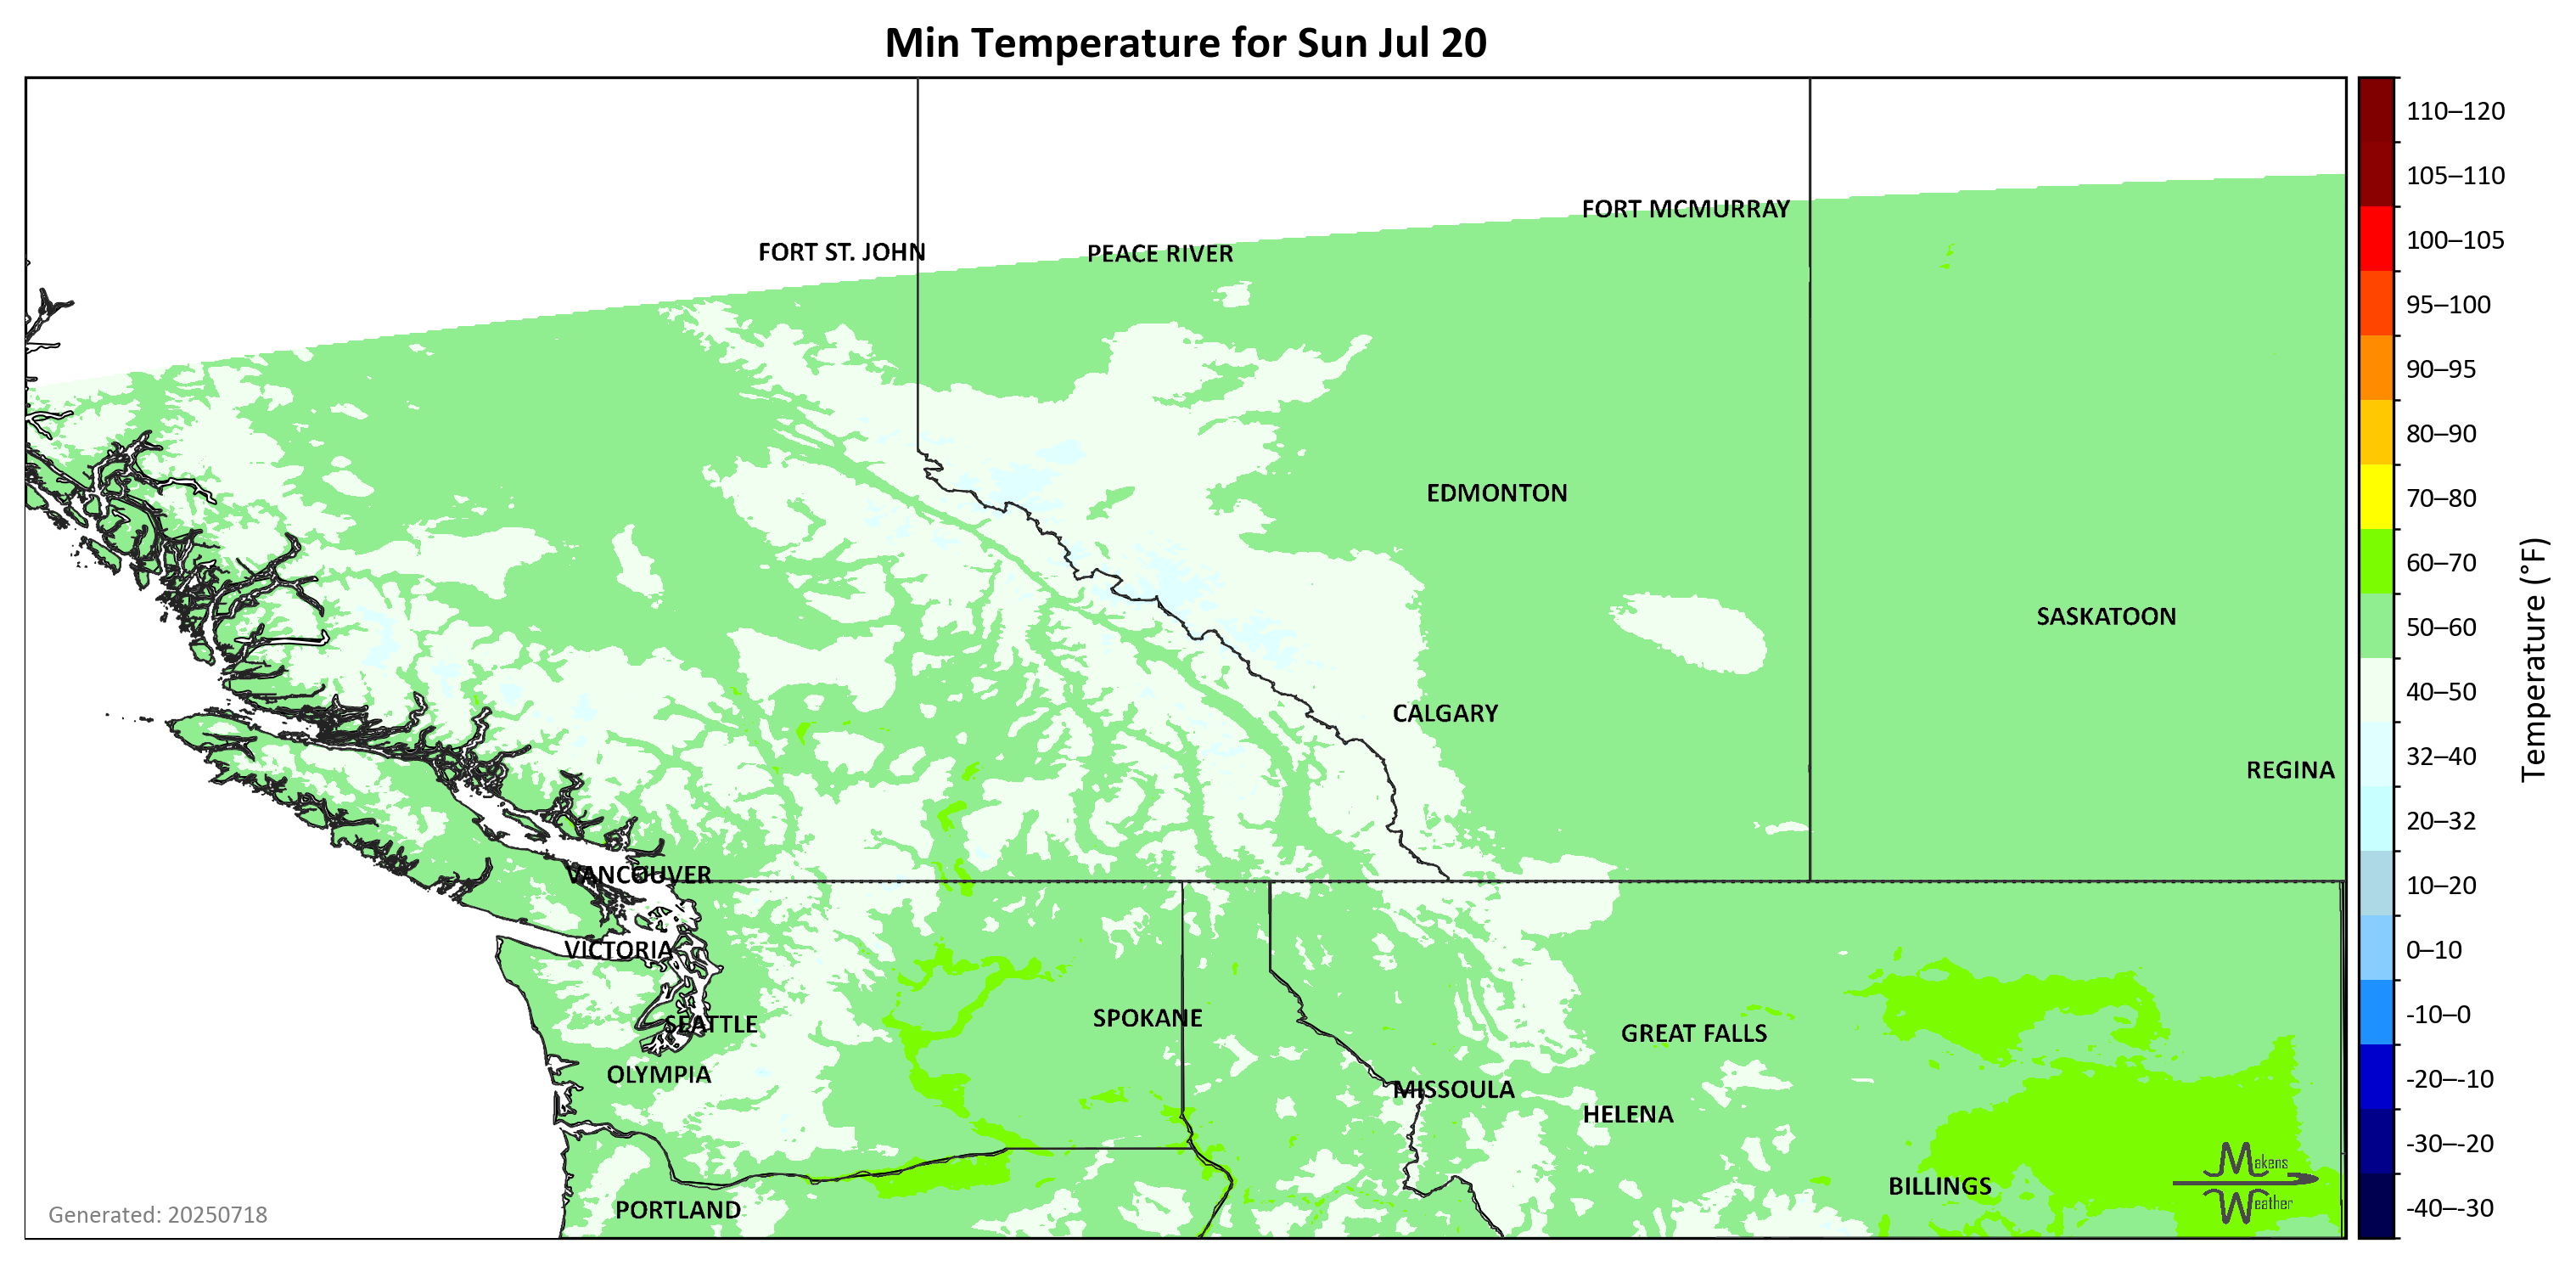 Min Temperature for Sun Jul 20
FORT MCMURRAY
FORT ST. JOHN
PEACE RIVER
EDMONTON
SASKATOON
CALGARY
REGINA
VANCOUVER
VICTORIA
SPOKANE
SEATTLE
GREAT FALLS
OLYMPIA
MISSOULA
HELENA
BILLINGS
PORTLAND
Makens
Weather
Generated: 20250718
110–120
105–110
100–105
95–100
90–95
80–90
70–80
60–70
50–60
40–50
32–40
20–32
10–20
0–10
-10–0
-20–-10
-30–-20
-40–-30
Temperature (°F)